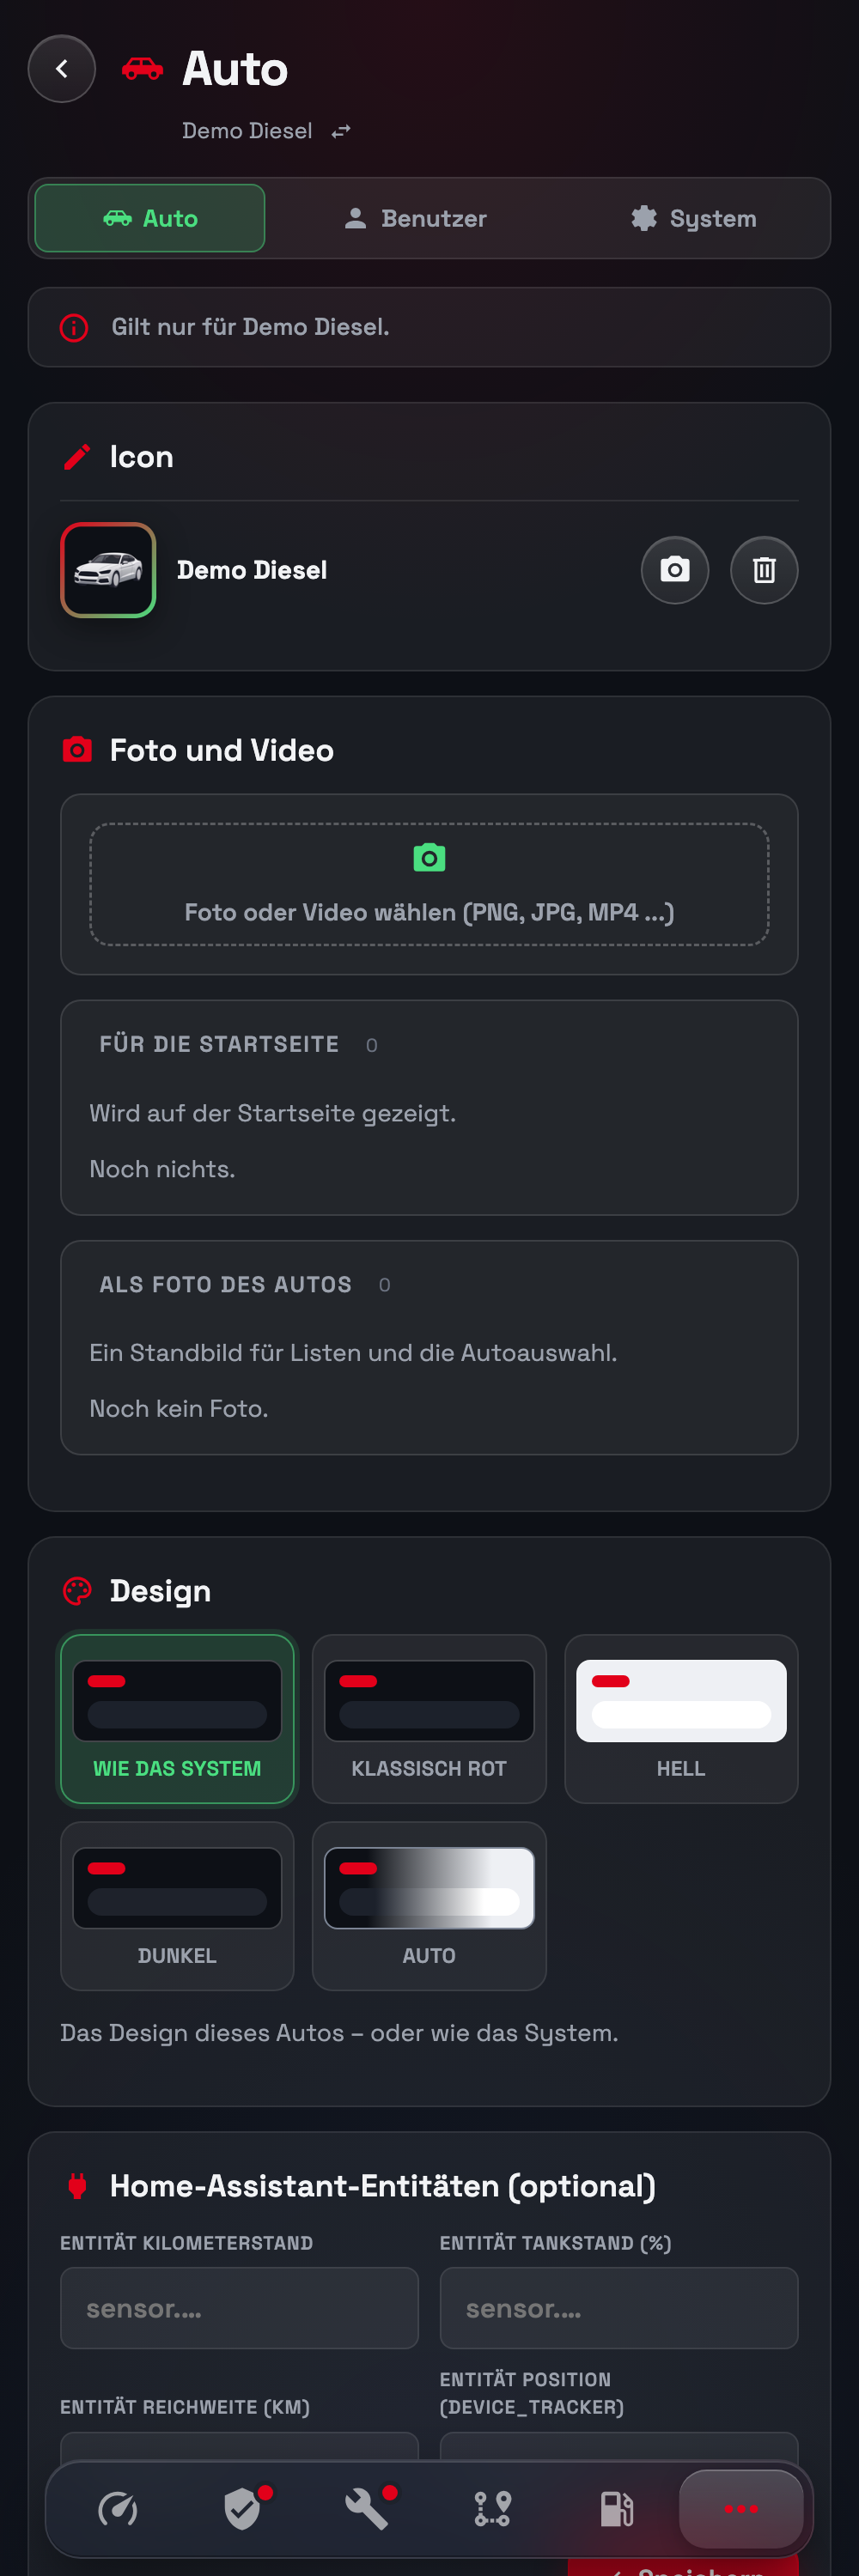 Auto
Demo Diesel
Auto
Benutzer
System
Gilt nur für Demo Diesel.
Icon
Demo Diesel
Foto und Video
Foto oder Video wählen (PNG, JPG, MP4 ...)
FÜR DIE STARTSEITE 0
Wird auf der Startseite gezeigt.
Noch nichts.
ALS FOTO DES AUTOS 0
Ein Standbild für Listen und die Autoauswahl.
Noch kein Foto.
Design
WIE DAS SYSTEM
KLASSISCH ROT
HELL
DUNKEL
AUTO
Das Design dieses Autos – oder wie das System.
Home-Assistant-Entitäten (optional)
ENTITÄT KILOMETERSTAND
ENTITÄT TANKSTAND (%)
sensor....
sensor....
ENTITÄT REICHWEITE (KM)
ENTITÄT POSITION
(DEVICE_TRACKER)